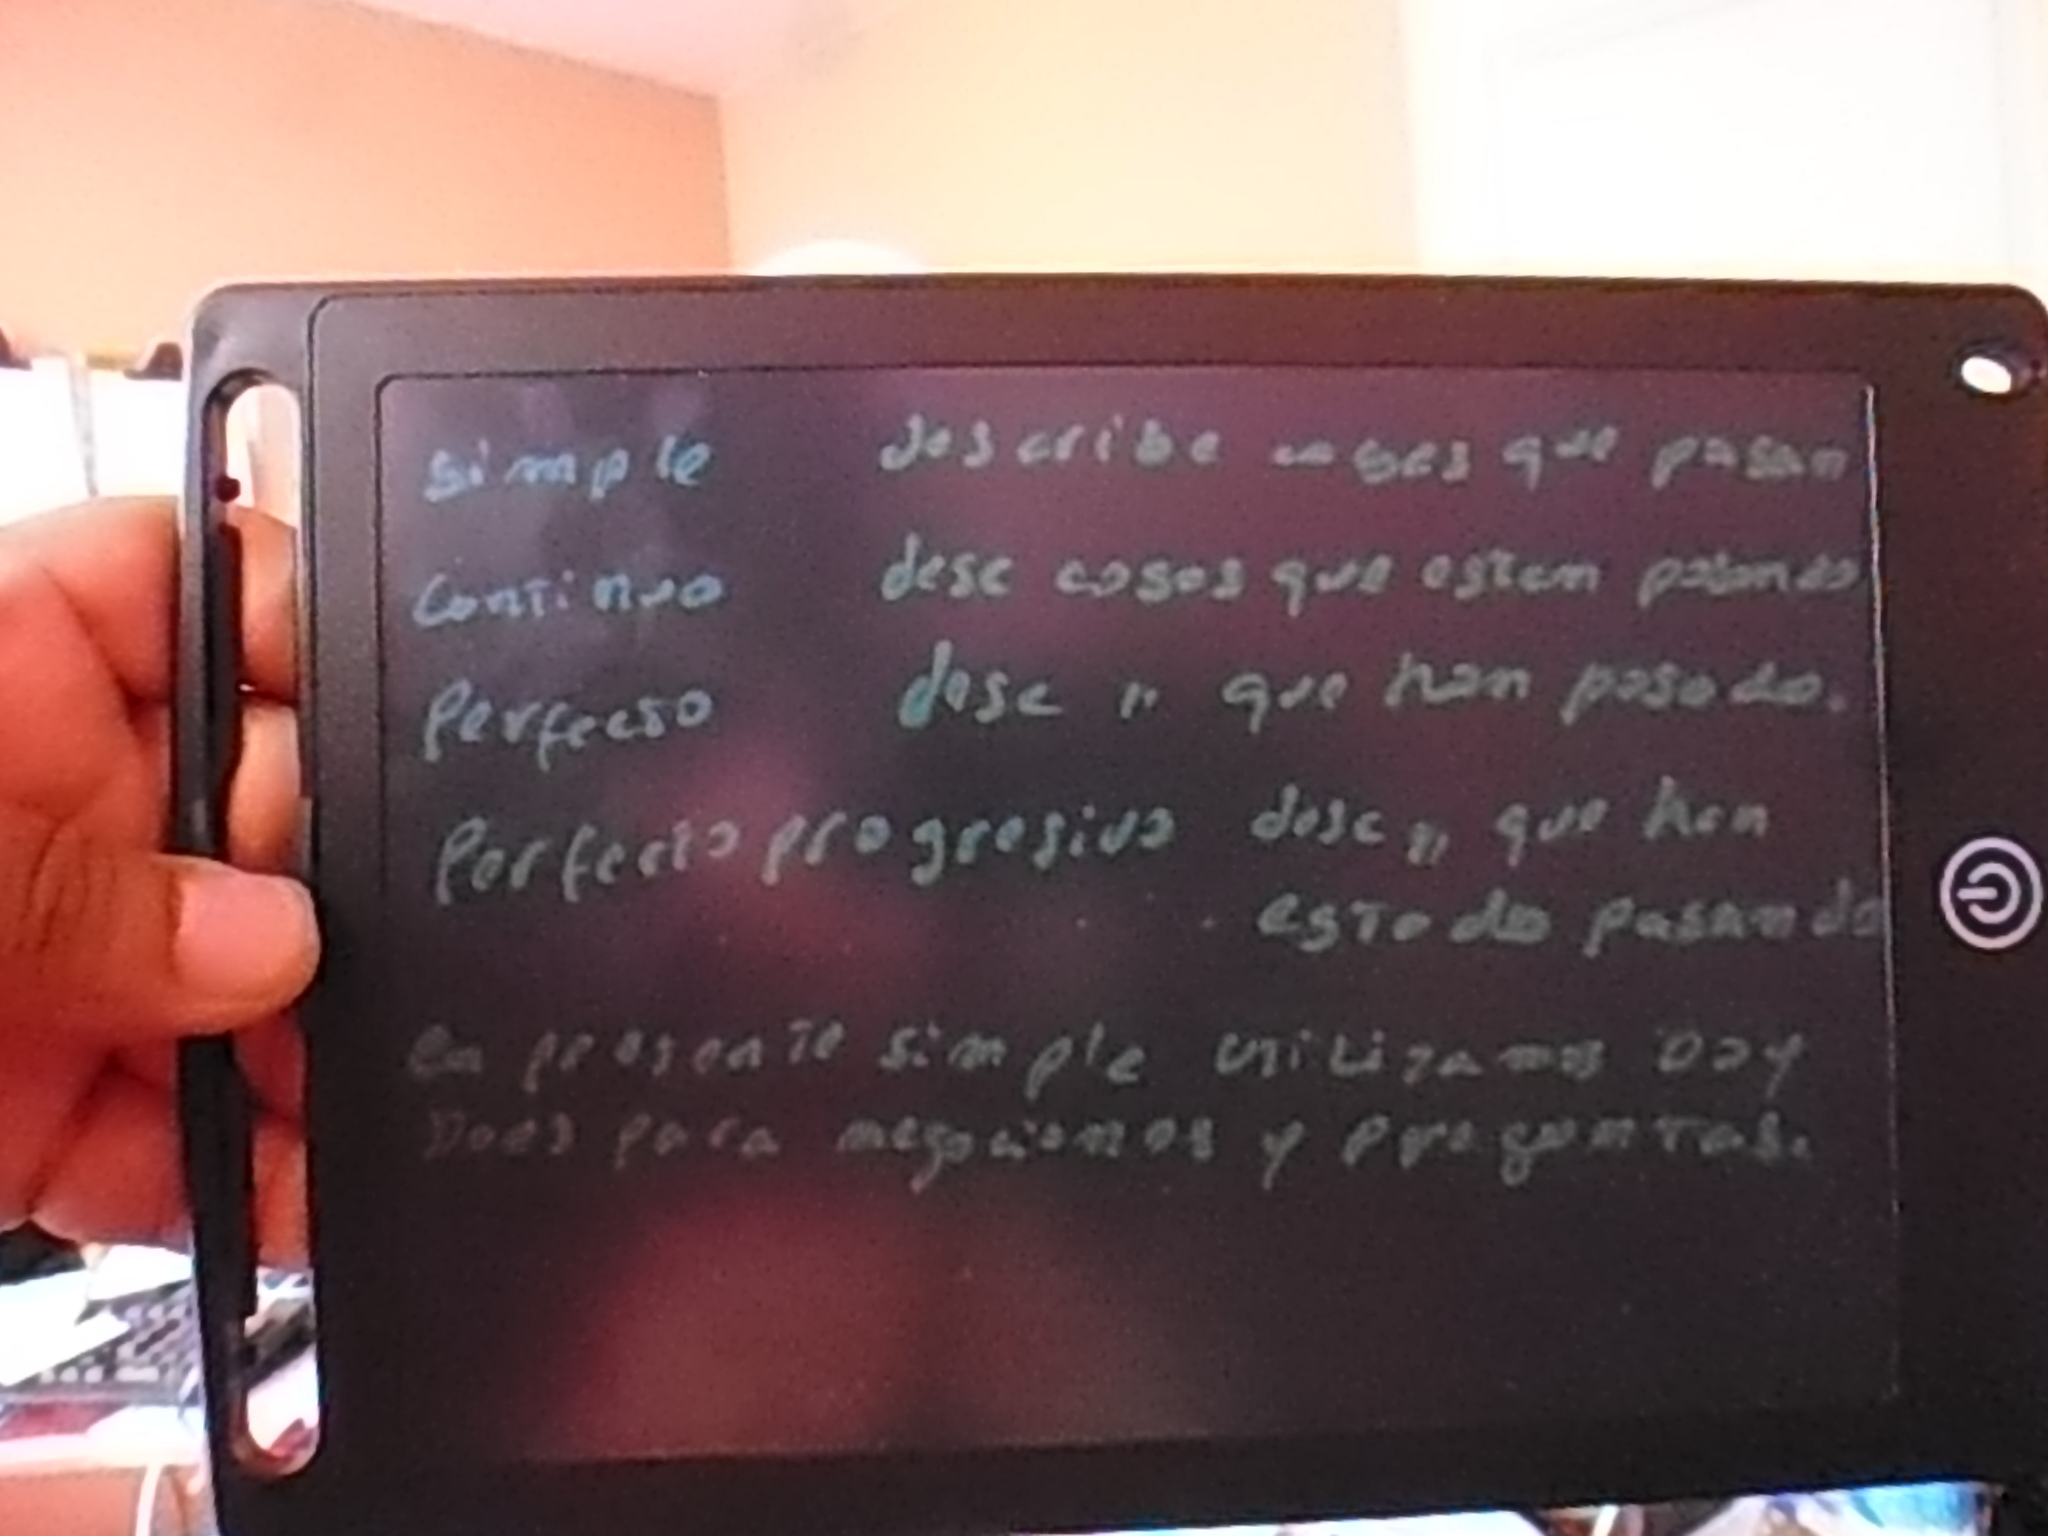 simple describe cosas que pasan
Continuo desc cosas que estan pasando
Perfecto desc " que han pasado.
Perfecto progresivo desc " que han
estado pasando
en presente simple utilizamos Do y
Does para negaciones y preguntas.